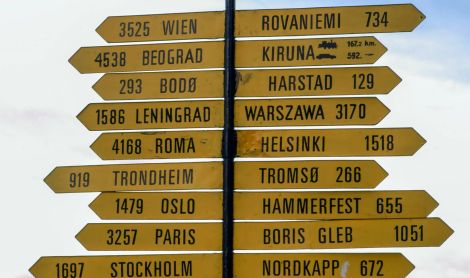 3525 WIEN
4538 BEOGRAD
293 BODØ
1586 LENINGRAD
4168 ROMA
919 TRONDHEIM
1479 OSLO
3257 PARIS
1697 STOCKHOLM
ROVANIEMI 734
KIRUNA 167.2 km.
592.-
HARSTAD 129
WARSZAWA 3170
HELSINKI 1518
TROMSØ 266
HAMMERFEST 655
BORIS GLEB 1051
NORDKAPP 672